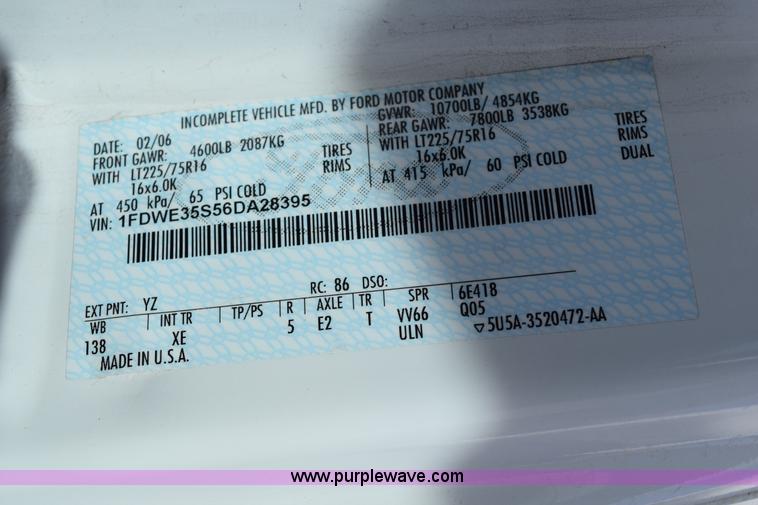 INCOMPLETE VEHICLE MFD. BY FORD MOTOR COMPANY
DATE: 02/06 GVWR: 10700LB/ 4854KG
FRONT GAWR: 4600LB 2087KG REAR GAWR: 7800LB 3538KG
WITH LT225/75R16 TIRES WITH LT225/75R16 TIRES
16x6.0K RIMS 16x6.0K RIMS
AT 450 kPa/ 65 PSI COLD AT 415 kPa/ 60 PSI COLD DUAL
VIN: 1FDWE35S56DA28395
EXT PNT: YZ RC: 86 DSO:
WB INT TR TP/PS R AXLE TR SPR 6E418
138 XE 5 E2 T VV66 Q05
MADE IN U.S.A. ULN ▽5U5A-3520472-AA
www.purplewave.com